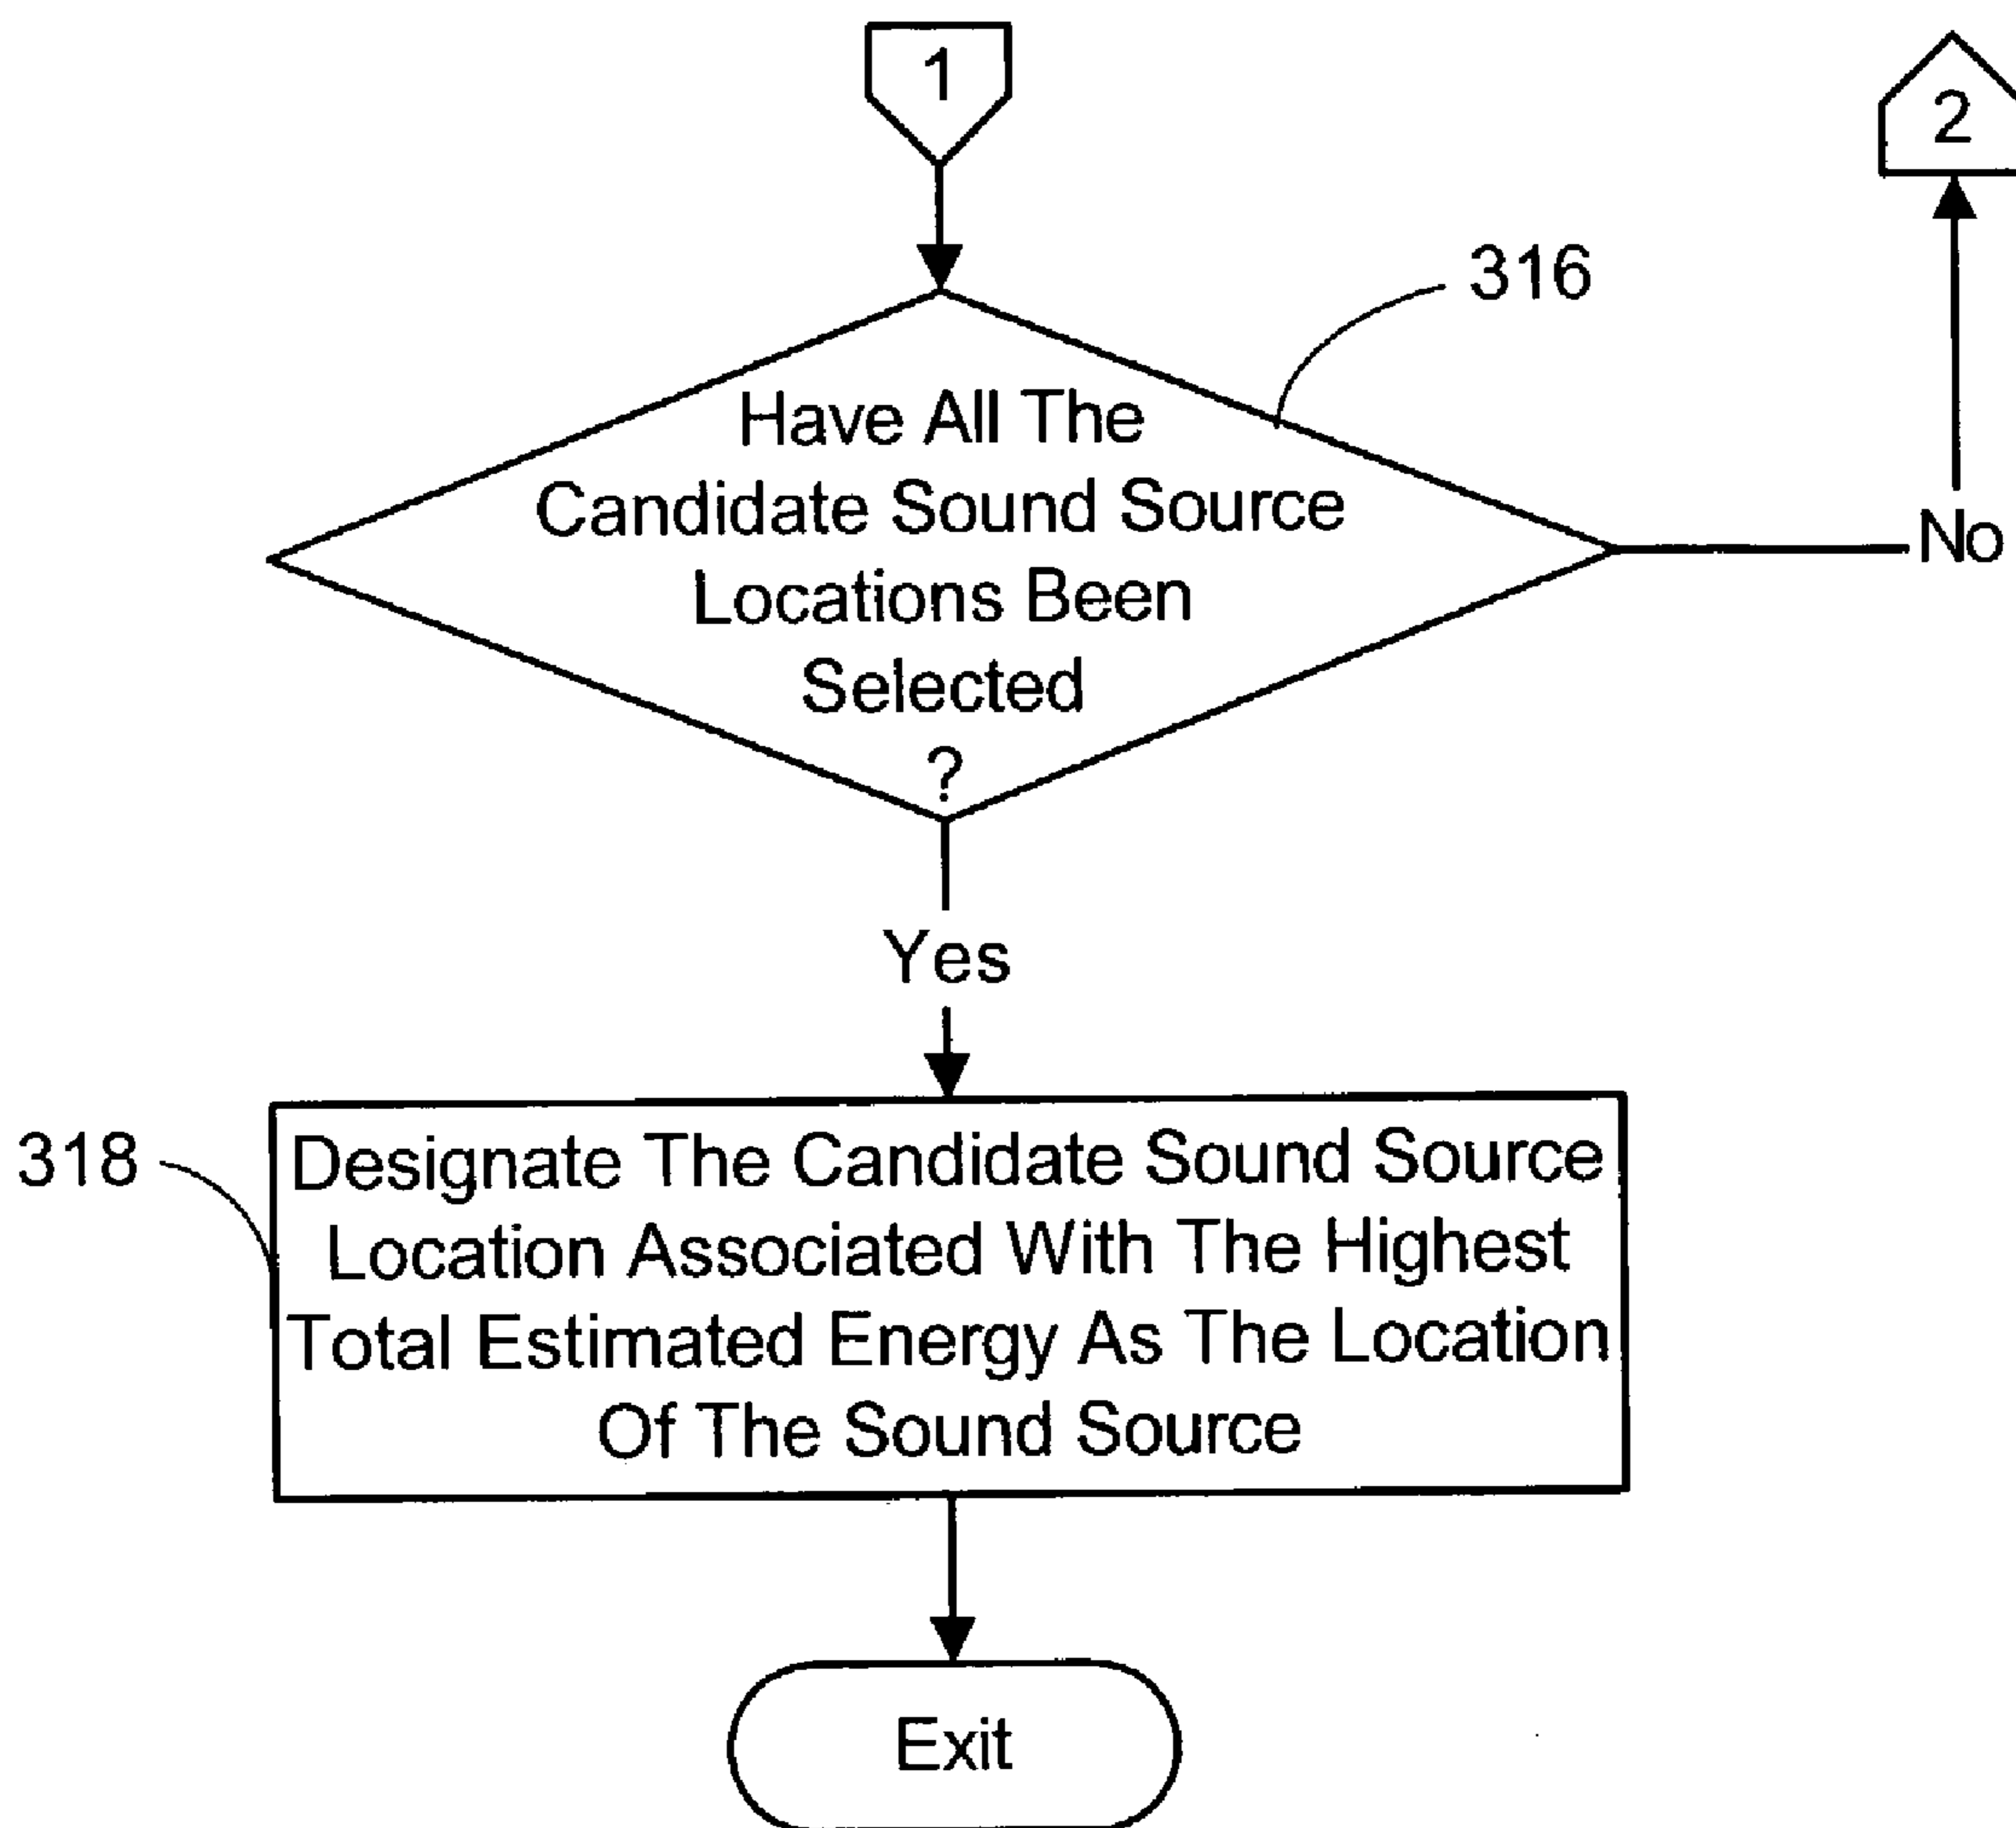 1
2
316
Have All The
Candidate Sound Source
Locations Been
Selected
?
No
Yes
318
Designate The Candidate Sound Source
Location Associated With The Highest
Total Estimated Energy As The Location
Of The Sound Source
Exit